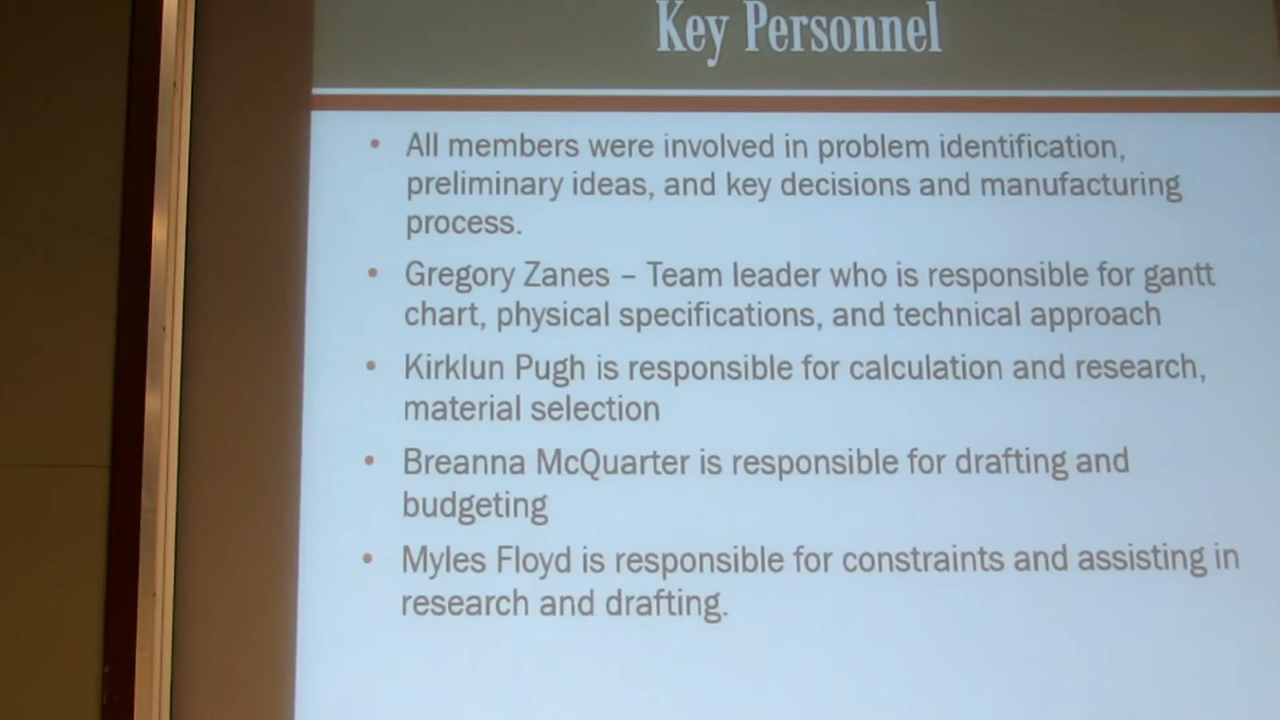 Key Personnel
• All members were involved in problem identification,
preliminary ideas, and key decisions and manufacturing
process.
• Gregory Zanes – Team leader who is responsible for gantt
chart, physical specifications, and technical approach
• Kirklun Pugh is responsible for calculation and research,
material selection
• Breanna McQuarter is responsible for drafting and
budgeting
• Myles Floyd is responsible for constraints and assisting in
research and drafting.